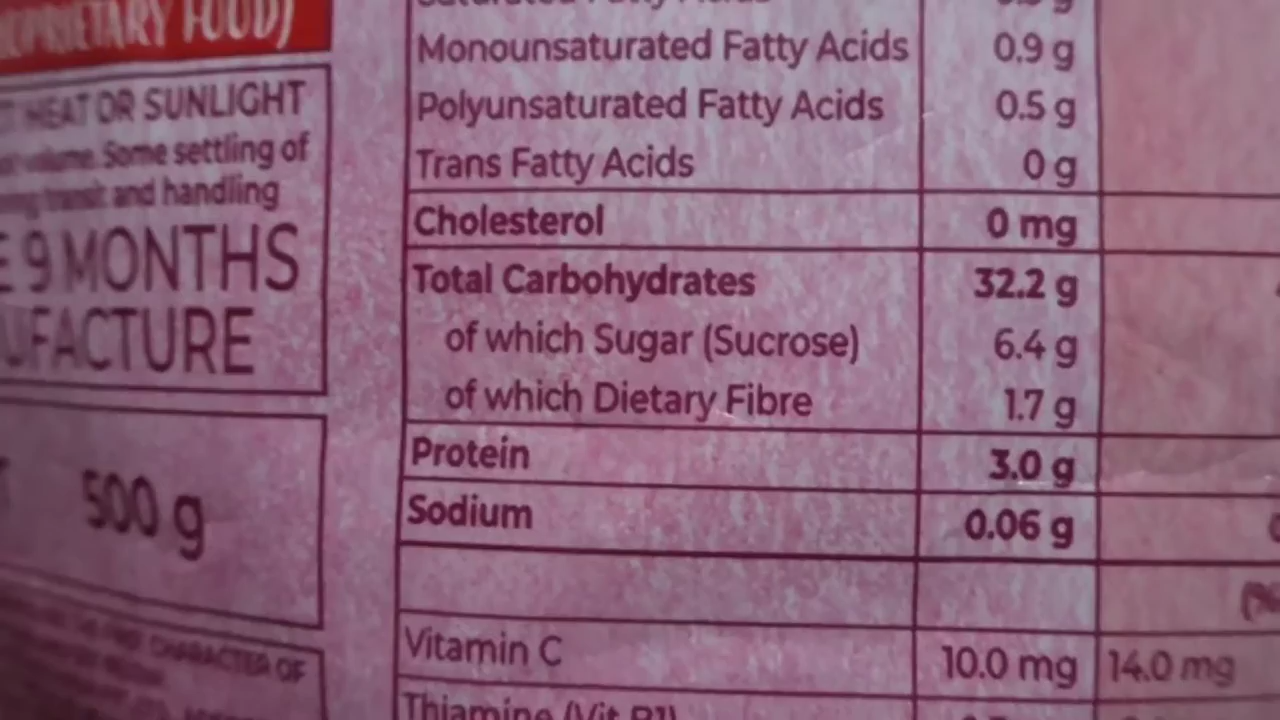 FOOD)
HEAT OR SUNLIGHT
Some settling of
transit and handling
9 MONTHS
500 g
CHARACTER OF
Monounsaturated Fatty Acids 0.9 g
Polyunsaturated Fatty Acids 0.5 g
Trans Fatty Acids 0 g
Cholesterol 0 mg
Total Carbohydrates 32.2 g
of which Sugar (Sucrose) 6.4 g
of which Dietary Fibre 1.7 g
Protein 3.0 g
Sodium 0.06 g
Vitamin C 10.0 mg 14.0 mg